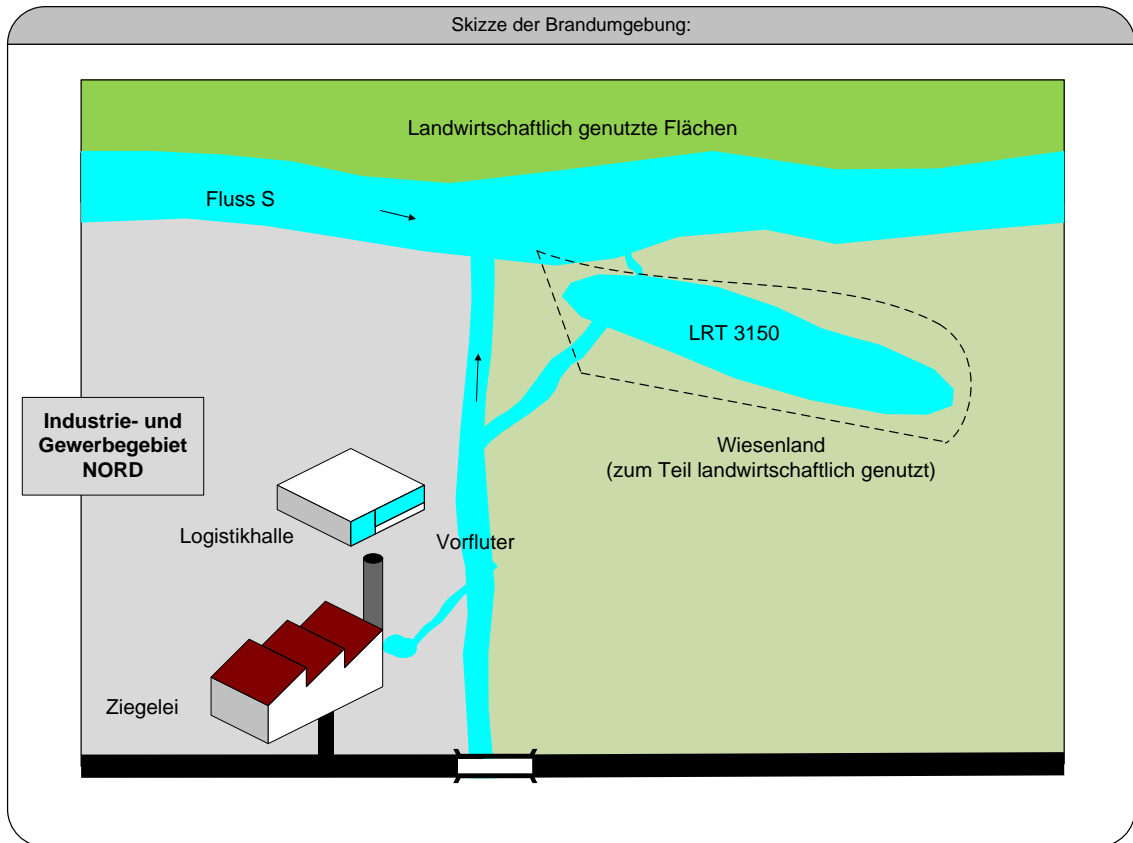 Skizze der Brandumgebung:
Landwirtschaftlich genutzte Flächen
Fluss S
LRT 3150
Industrie- und
Gewerbegebiet
NORD
Wiesenland
(zum Teil landwirtschaftlich genutzt)
Logistikhalle
Vorfluter
Ziegelei